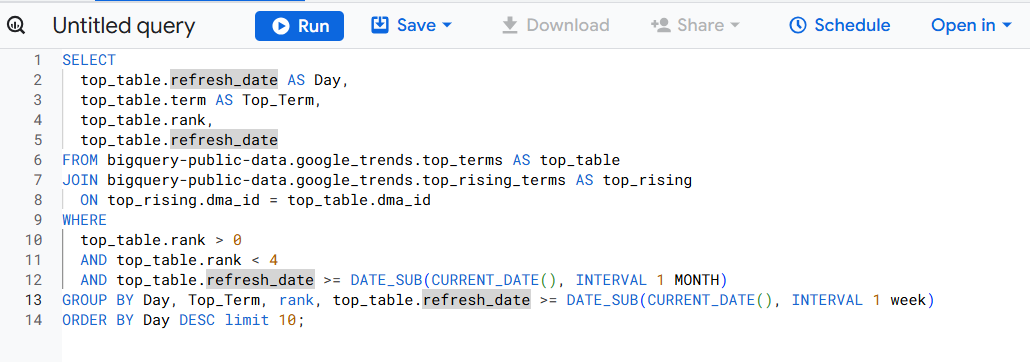 Untitled query Run Save Download Share Schedule Open in
1 SELECT
2 top_table.refresh_date AS Day,
3 top_table.term AS Top_Term,
4 top_table.rank,
5 top_table.refresh_date
6 FROM bigquery-public-data.google_trends.top_terms AS top_table
7 JOIN bigquery-public-data.google_trends.top_rising_terms AS top_rising
8 ON top_rising.dma_id = top_table.dma_id
9 WHERE
10 top_table.rank > 0
11 AND top_table.rank < 4
12 AND top_table.refresh_date >= DATE_SUB(CURRENT_DATE(), INTERVAL 1 MONTH)
13 GROUP BY Day, Top_Term, rank, top_table.refresh_date >= DATE_SUB(CURRENT_DATE(), INTERVAL 1 week)
14 ORDER BY Day DESC limit 10;